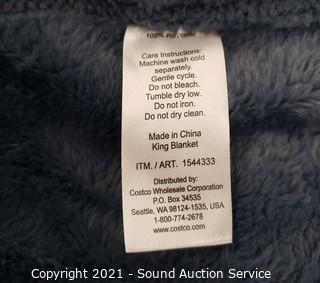 100% Polyester
Care Instructions:
Machine wash cold
separately.
Gentle cycle.
Do not bleach.
Tumble dry low.
Do not iron.
Do not dry clean.
Made in China
King Blanket
ITM. / ART. 1544333
Distributed by:
Costco Wholesale Corporation
P.O. Box 34535
Seattle, WA 98124-1535, USA
1-800-774-2678
www.costco.com
Copyright 2021 - Sound Auction Service